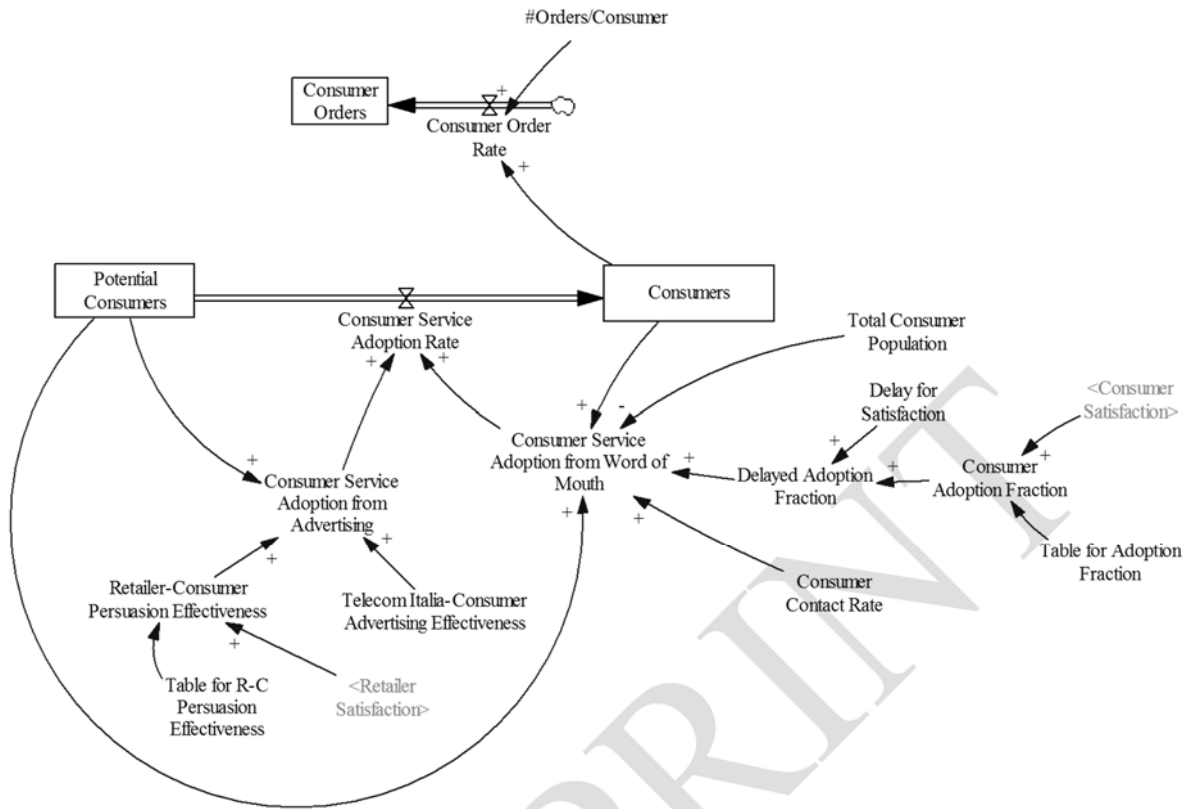 #Orders/Consumer
Consumer
Orders
+
Consumer Order
Rate
+
Potential
Consumers
Consumers
Consumer Service
Adoption Rate
+
+
Total Consumer
Population
Delay for
Satisfaction
<Consumer
Satisfaction>
+
-
Consumer Service
Adoption from Word of
Mouth
+
+
Delayed Adoption
Fraction
+
+
Consumer
Adoption Fraction
+
Consumer Service
Adoption from
Advertising
+
+
+
Table for Adoption
Fraction
+
Retailer-Consumer
Persuasion Effectiveness
+
Telecom Italia-Consumer
Advertising Effectiveness
Consumer
Contact Rate
+
Table for R-C
Persuasion
Effectiveness
<Retailer
Satisfaction>
PRINT